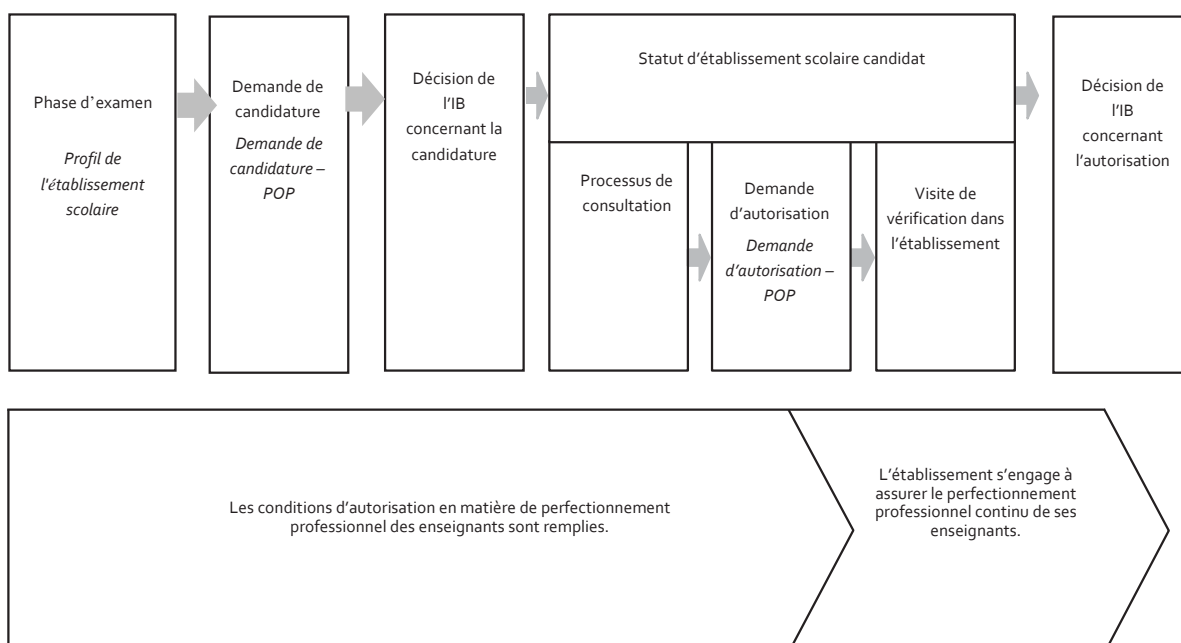 Phase d'examen
Profil de
l'établissement
scolaire
Demande de
candidature
Demande de
candidature –
POP
Décision de
l'IB
concernant la
candidature
Statut d'établissement scolaire candidat
Processus de
consultation
Demande
d'autorisation
Demande
d'autorisation –
POP
Visite de
vérification dans
l'établissement
Décision de
l'IB
concernant
l'autorisation
Les conditions d'autorisation en matière de perfectionnement
professionnel des enseignants sont remplies.
L'établissement s'engage à
assurer le perfectionnement
professionnel continu de ses
enseignants.